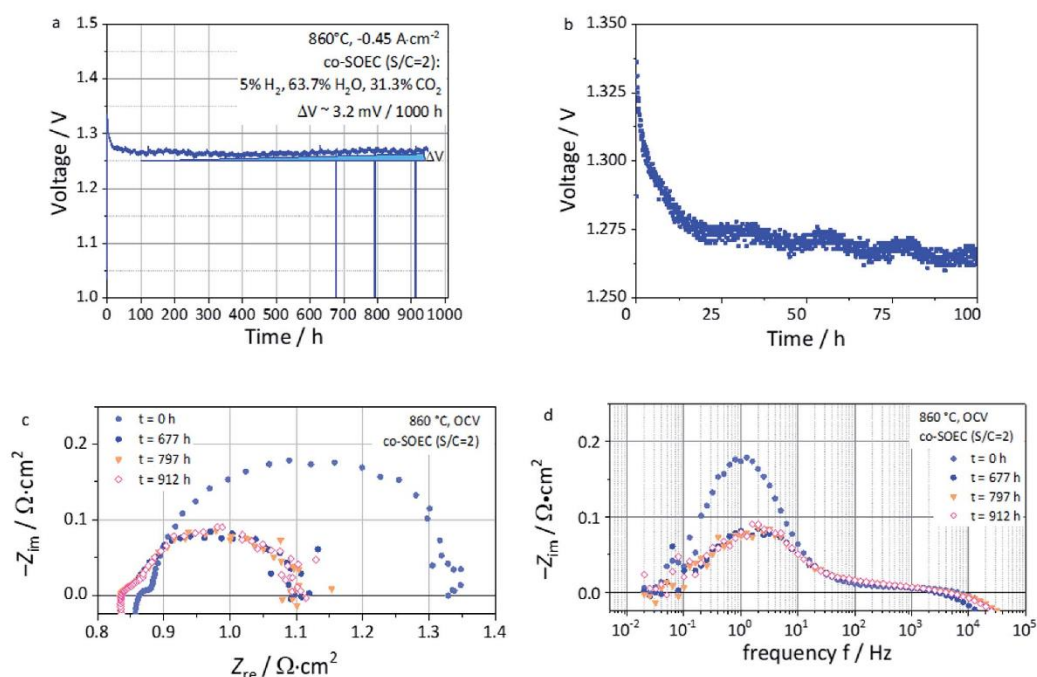 a
1.5
1.4
1.3
1.2
1.1
1.0
Voltage / V
860°C, -0.45 A·cm⁻²
co-SOEC (S/C=2):
5% H₂, 63.7% H₂O, 31.3% CO₂
ΔV ~ 3.2 mV / 1000 h
ΔV
0 100 200 300 400 500 600 700 800 900 1000
Time / h
b
1.350
1.325
1.300
1.275
1.250
Voltage / V
0 25 50 75 100
Time / h
c
0.2
0.1
0.0
−Z_im / Ω·cm²
t = 0 h
t = 677 h
t = 797 h
t = 912 h
860 °C, OCV
co-SOEC (S/C=2)
0.8 0.9 1.0 1.1 1.2 1.3 1.4
Z_re / Ω·cm²
d
0.2
0.1
0.0
−Z_im / Ω•cm²
860 °C, OCV
co-SOEC (S/C=2)
t = 0 h
t = 677 h
t = 797 h
t = 912 h
10⁻² 10⁻¹ 10⁰ 10¹ 10² 10³ 10⁴ 10⁵
frequency f / Hz